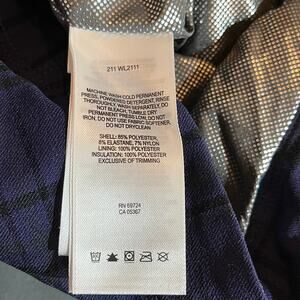 211 WL2111
MACHINE WASH COLD PERMANENT
PRESS, POWDERED DETERGENT, RINSE
THOROUGHLY, WASH SEPARATELY, DO
NOT BLEACH, TUMBLE DRY
PERMANENT PRESS LOW, DO NOT
IRON, DO NOT USE FABRIC SOFTENER,
DO NOT DRYCLEAN
SHELL: 85% POLYESTER,
8% ELASTANE, 7% NYLON
LINING: 100% POLYESTER
INSULATION: 100% POLYESTER
EXCLUSIVE OF TRIMMING
RN 69724
CA 05367